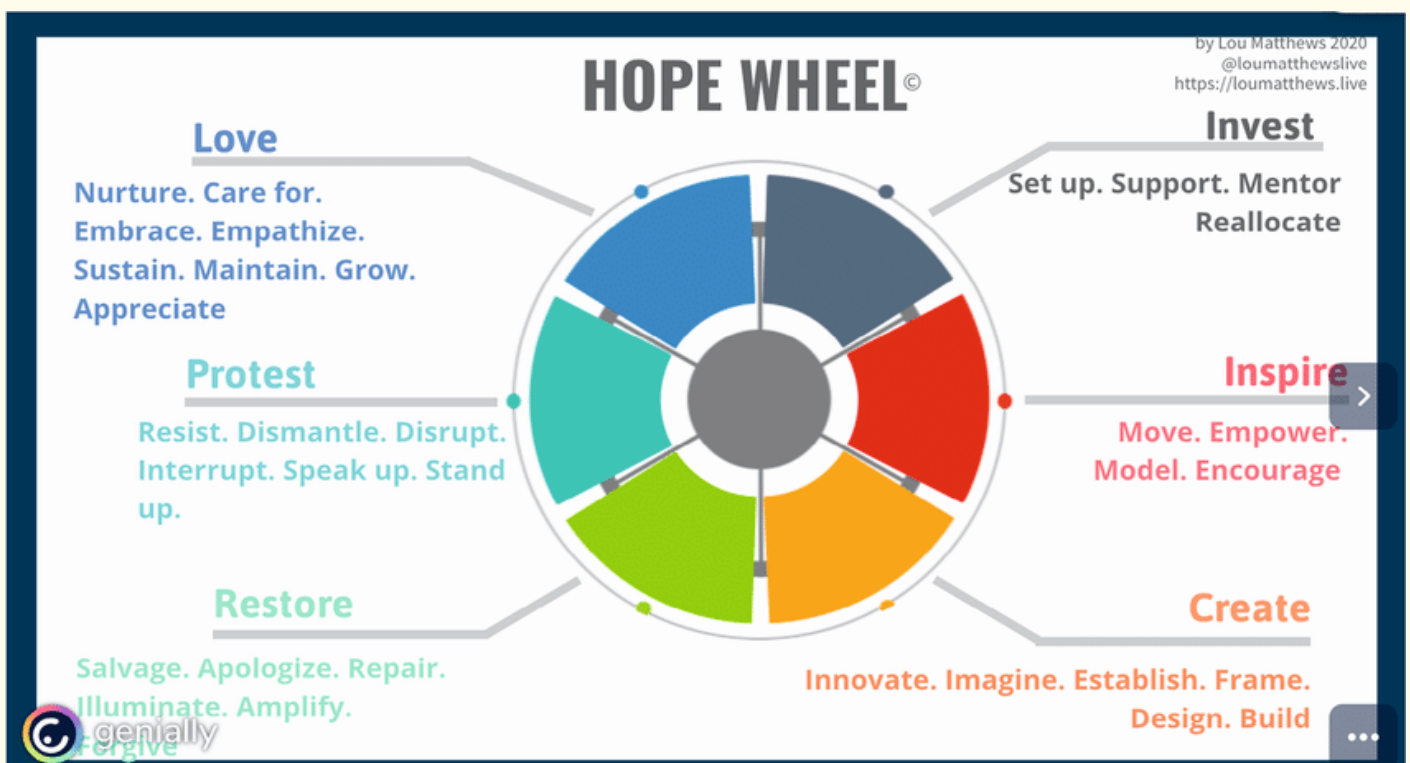 by Lou Matthews 2020
@loumatthewslive
https://loumatthews.live
HOPE WHEEL©
Love
Nurture. Care for.
Embrace. Empathize.
Sustain. Maintain. Grow.
Appreciate
Protest
Resist. Dismantle. Disrupt.
Interrupt. Speak up. Stand
up.
Restore
Salvage. Apologize. Repair.
Illuminate. Amplify.
Forgive
genially
Invest
Set up. Support. Mentor
Reallocate
Inspire
Move. Empower.
Model. Encourage
Create
Innovate. Imagine. Establish. Frame.
Design. Build